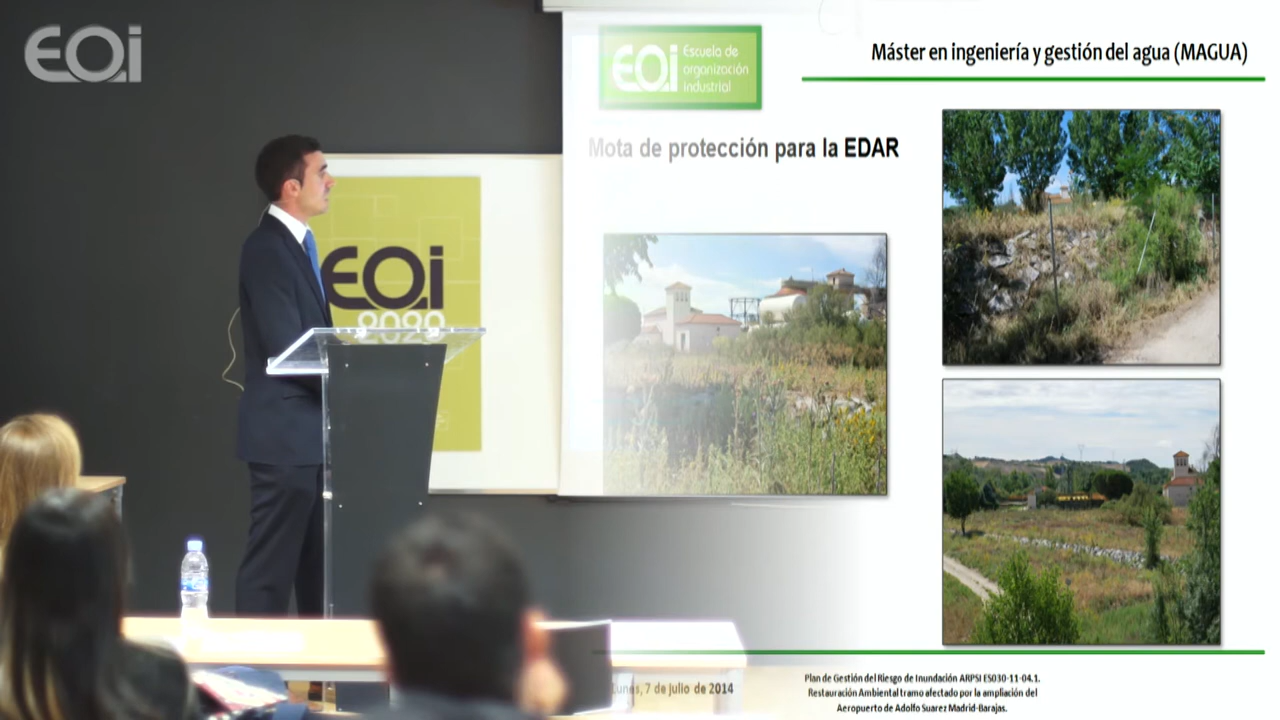 EOi
EOi
Escuela de
organización
industrial
Máster en ingeniería y gestión del agua (MAGUA)
Mota de protección para la EDAR
EOi
2020
Lunes, 7 de julio de 2014
Plan de Gestión del Riesgo de Inundación ARPSI ES030-11-04.1.
Restauración Ambiental tramo afectado por la ampliación del
Aeropuerto de Adolfo Suarez Madrid-Barajas.